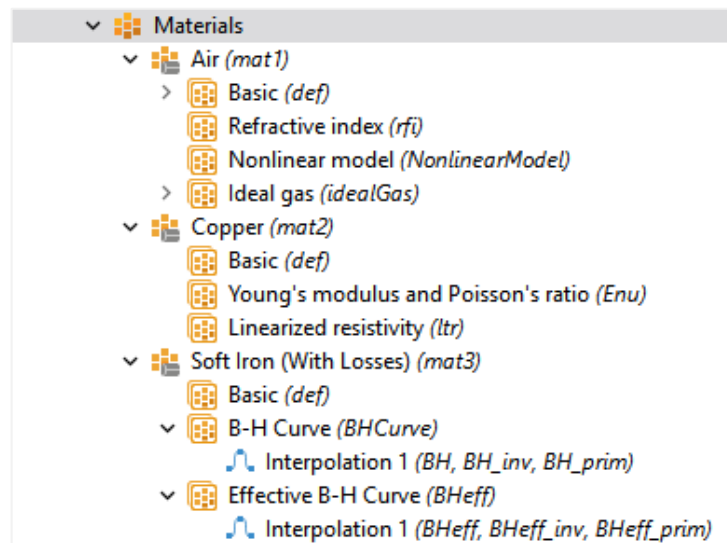 Materials
Air (mat1)
Basic (def)
Refractive index (rfi)
Nonlinear model (NonlinearModel)
Ideal gas (idealGas)
Copper (mat2)
Basic (def)
Young's modulus and Poisson's ratio (Enu)
Linearized resistivity (ltr)
Soft Iron (With Losses) (mat3)
Basic (def)
B-H Curve (BHCurve)
Interpolation 1 (BH, BH_inv, BH_prim)
Effective B-H Curve (BHeff)
Interpolation 1 (BHeff, BHeff_inv, BHeff_prim)